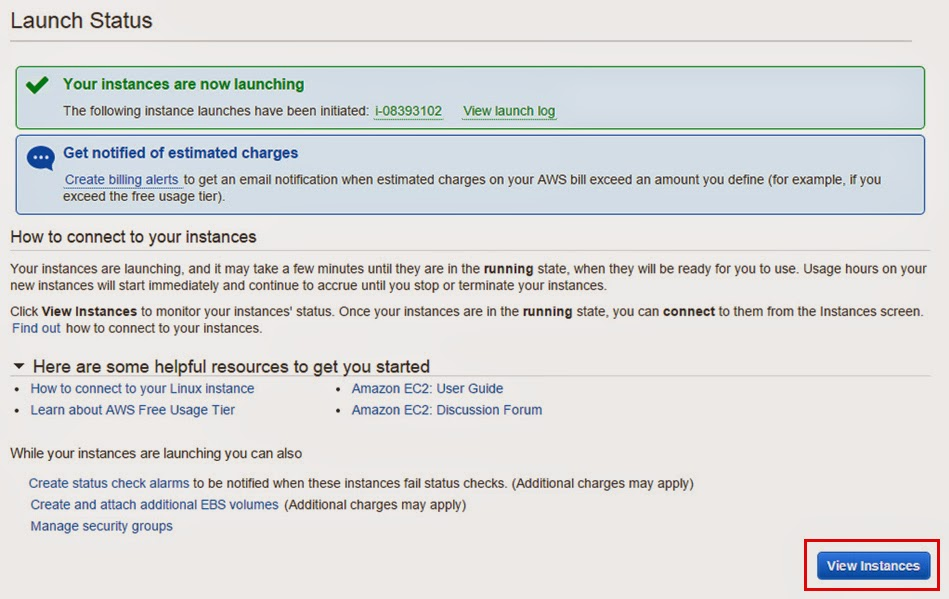 Launch Status
Your instances are now launching
The following instance launches have been initiated: i-08393102 View launch log
Get notified of estimated charges
Create billing alerts to get an email notification when estimated charges on your AWS bill exceed an amount you define (for example, if you
exceed the free usage tier).
How to connect to your instances
Your instances are launching, and it may take a few minutes until they are in the running state, when they will be ready for you to use. Usage hours on your
new instances will start immediately and continue to accrue until you stop or terminate your instances.
Click View Instances to monitor your instances' status. Once your instances are in the running state, you can connect to them from the Instances screen.
Find out how to connect to your instances.
Here are some helpful resources to get you started
• How to connect to your Linux instance
• Amazon EC2: User Guide
• Learn about AWS Free Usage Tier
• Amazon EC2: Discussion Forum
While your instances are launching you can also
Create status check alarms to be notified when these instances fail status checks. (Additional charges may apply)
Create and attach additional EBS volumes (Additional charges may apply)
Manage security groups
View Instances